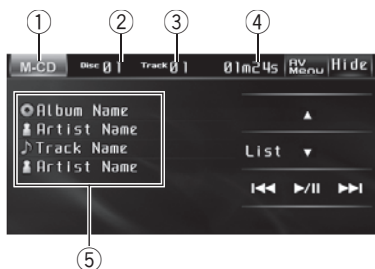 ① ② ③ ④
M-CD Disc 01 Track 01 01m24s AV Menu Hide
Album Name
Artist Name
Track Name
Artist Name
List
⑤